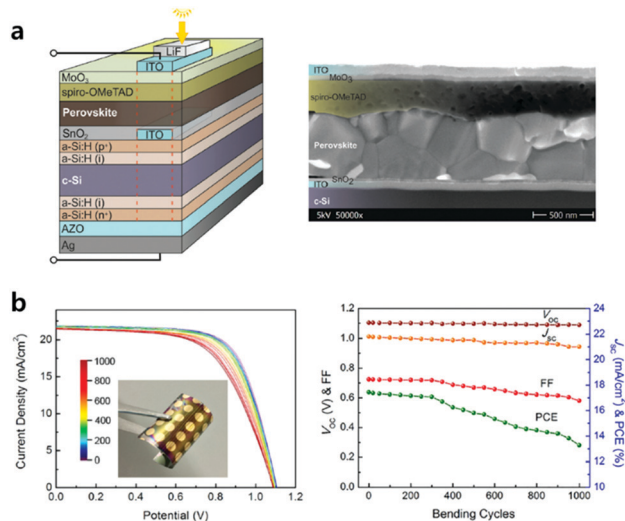 a
LiF
ITO
MoO₃
spiro-OMeTAD
Perovskite
SnO₂ ITO
a-Si:H (p⁺)
a-Si:H (i)
c-Si
a-Si:H (i)
a-Si:H (n⁺)
AZO
Ag
ITO
MoO₃
spiro-OMeTAD
Perovskite
SnO₂
ITO
c-Si
5kV 50000x 500 nm
b
Current Density (mA/cm²)
20
15
10
5
0
1000
800
600
400
200
0
0.0 0.2 0.4 0.6 0.8 1.0 1.2
Potential (V)
V_OC (V) & FF
1.2
1.0
0.8
0.6
0.4
0.2
0.0
V_OC
J_SC
FF
PCE
24
22
20
18
16
14
12
10
J_SC (mA/cm²) & PCE (%)
0 200 400 600 800 1000
Bending Cycles